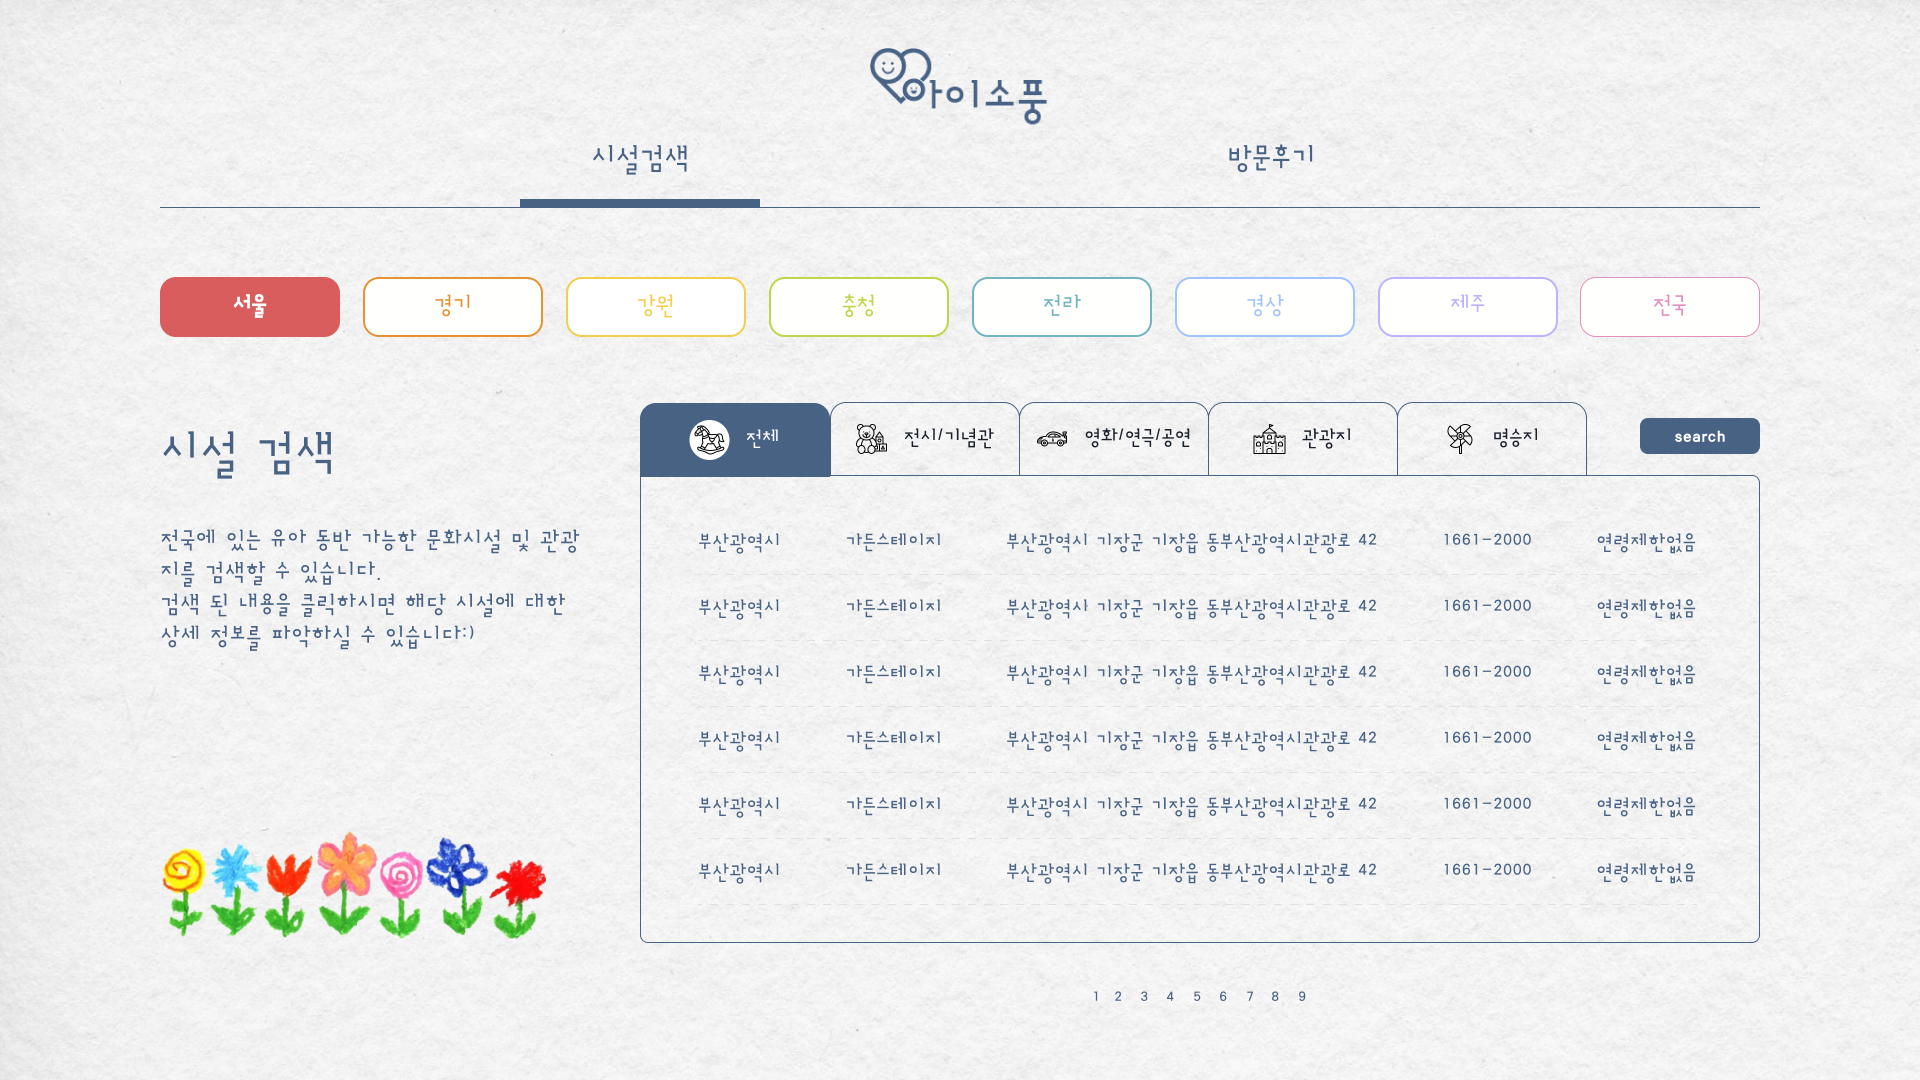 아이소풍
시설검색 방문후기
서울 경기 강원 충청 전라 경상 제주 전국
전체 전시/기념관 영화/연극/공연 관광지 명승지 search
시설 검색
전국에 있는 유아 동반 가능한 문화시설 및 관광
지를 검색할 수 있습니다.
검색 된 내용을 클릭하시면 해당 시설에 대한
상세 정보를 파악하실 수 있습니다:)
부산광역시 가든스테이지 부산광역시 기장군 기장읍 동부산광역시관광로 42 1661-2000 연령제한없음
부산광역시 가든스테이지 부산광역시 기장군 기장읍 동부산광역시관광로 42 1661-2000 연령제한없음
부산광역시 가든스테이지 부산광역시 기장군 기장읍 동부산광역시관광로 42 1661-2000 연령제한없음
부산광역시 가든스테이지 부산광역시 기장군 기장읍 동부산광역시관광로 42 1661-2000 연령제한없음
부산광역시 가든스테이지 부산광역시 기장군 기장읍 동부산광역시관광로 42 1661-2000 연령제한없음
부산광역시 가든스테이지 부산광역시 기장군 기장읍 동부산광역시관광로 42 1661-2000 연령제한없음
1 2 3 4 5 6 7 8 9